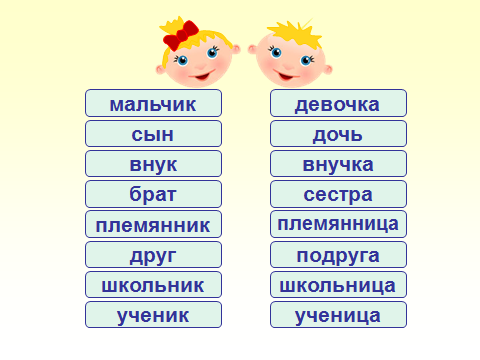 мальчик девочка
сын дочь
внук внучка
брат сестра
племянник племянница
друг подруга
школьник школьница
ученик ученица